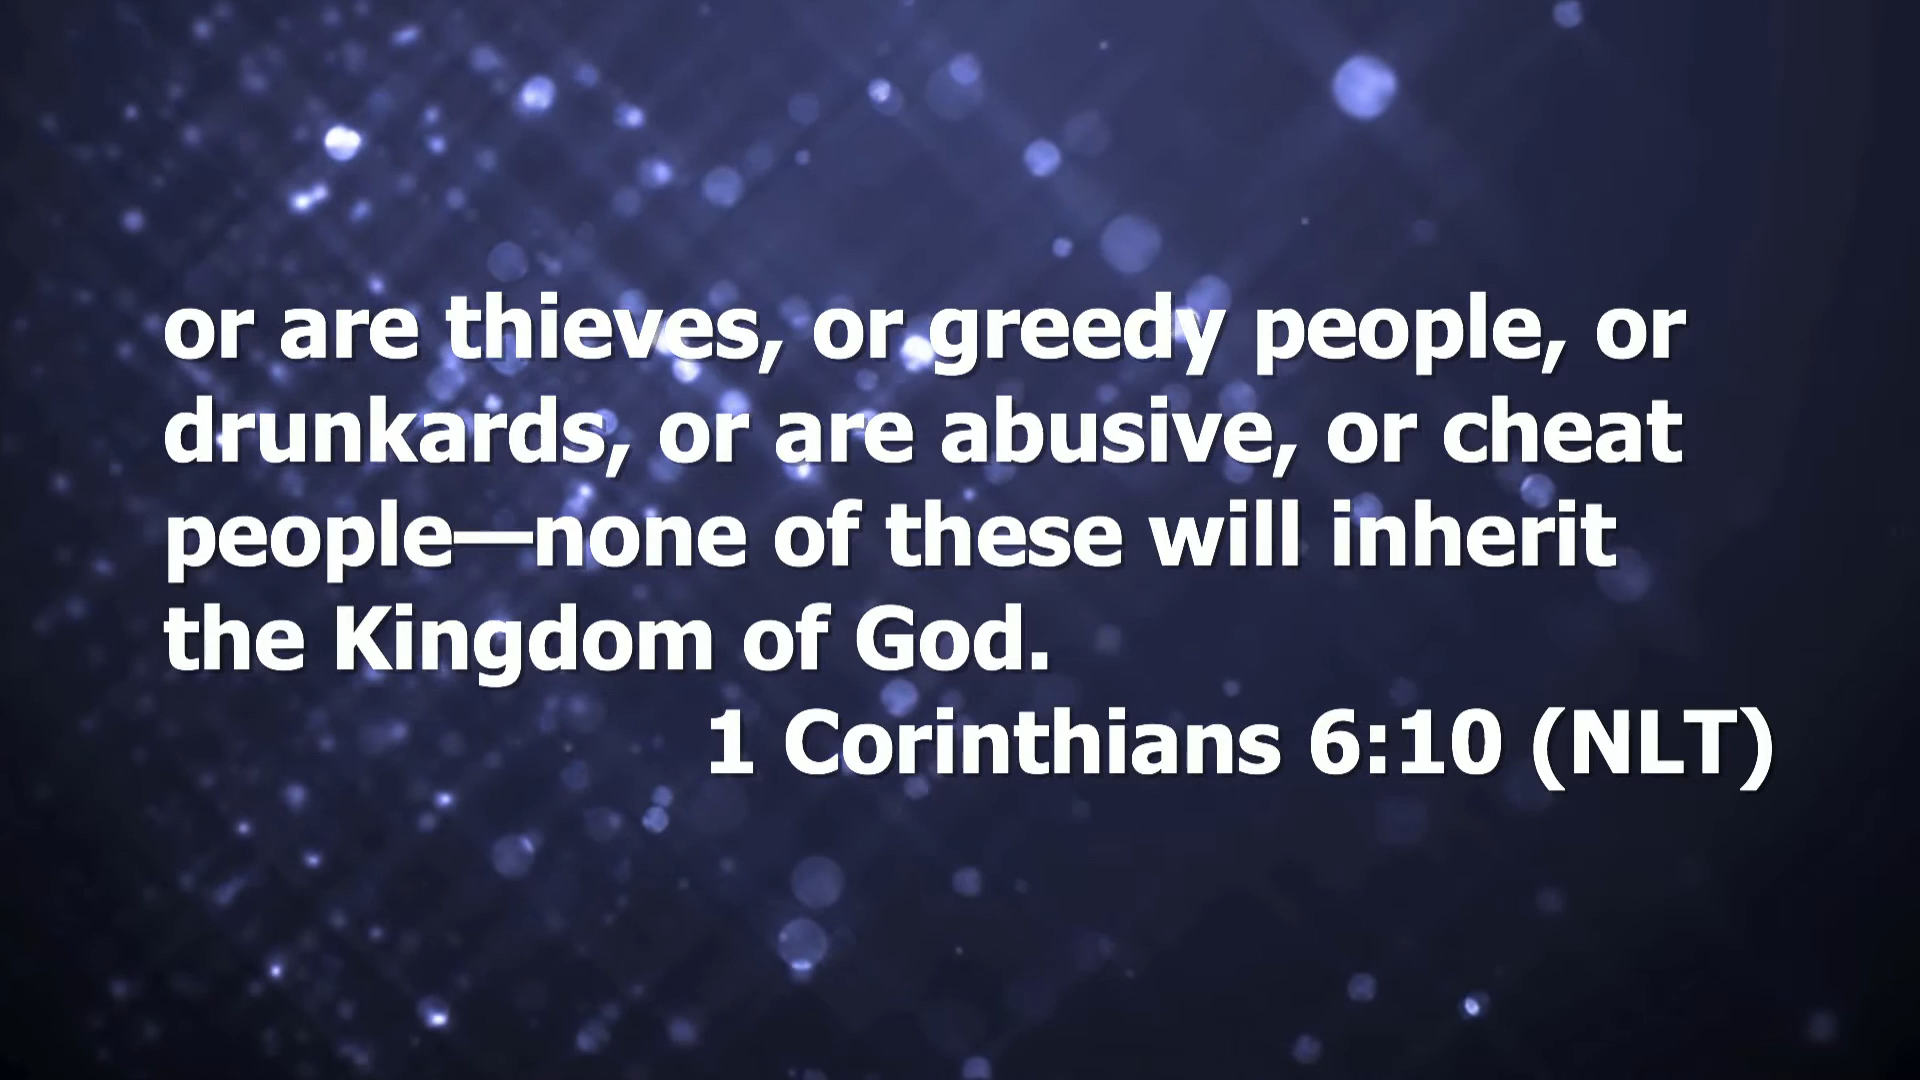 or are thieves, or greedy people, or
drunkards, or are abusive, or cheat
people—none of these will inherit
the Kingdom of God.
1 Corinthians 6:10 (NLT)